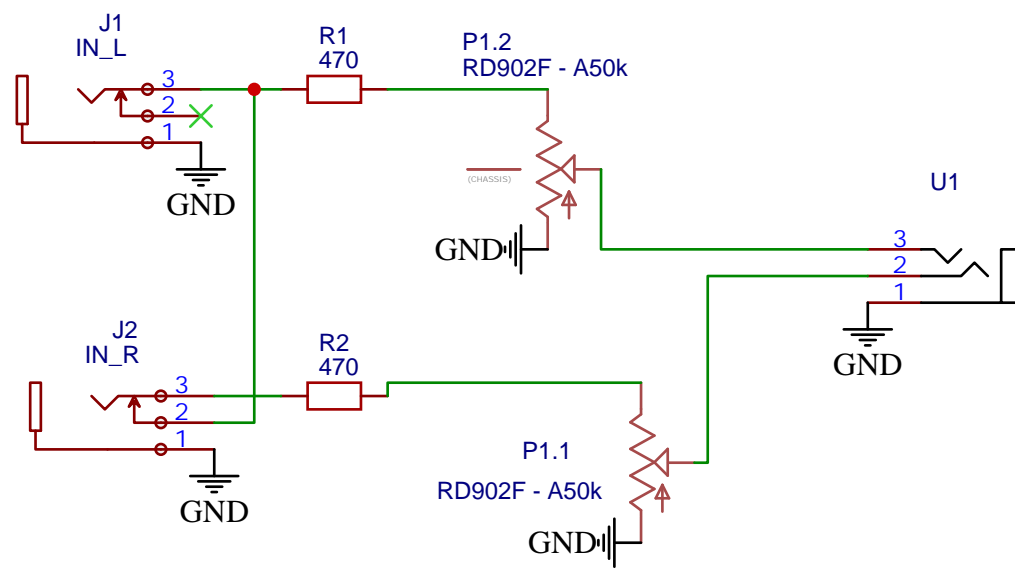 J1
IN_L
3
2
1
GND
R1
470
P1.2
RD902F - A50k
(CHASSIS)
GND
U1
3
2
1
GND
J2
IN_R
3
2
1
GND
R2
470
P1.1
RD902F - A50k
GND